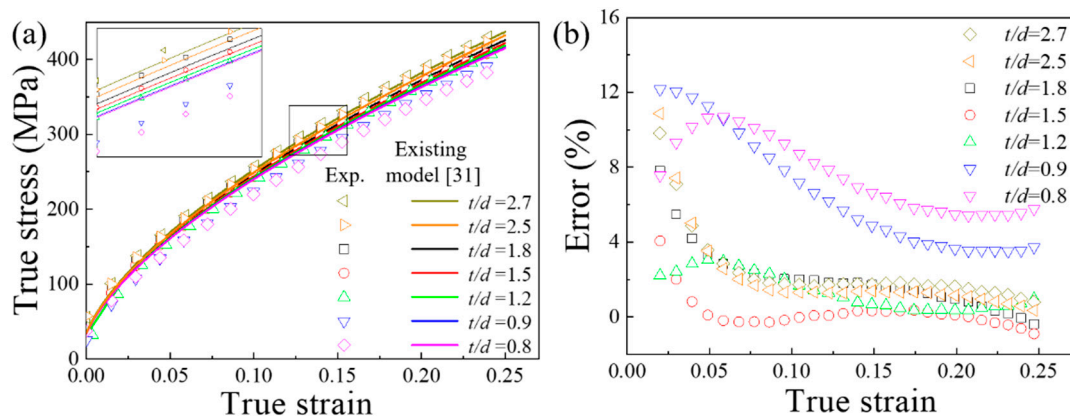 (a)
True stress (MPa)
400
300
200
100
0
0.00 0.05 0.10 0.15 0.20 0.25
True strain
Existing
Exp. model [31]
t/d =2.7
t/d =2.5
t/d =1.8
t/d =1.5
t/d =1.2
t/d =0.9
t/d =0.8
(b)
Error (%)
16
12
8
4
0
0.00 0.05 0.10 0.15 0.20 0.25
True strain
t/d=2.7
t/d=2.5
t/d=1.8
t/d=1.5
t/d=1.2
t/d=0.9
t/d=0.8